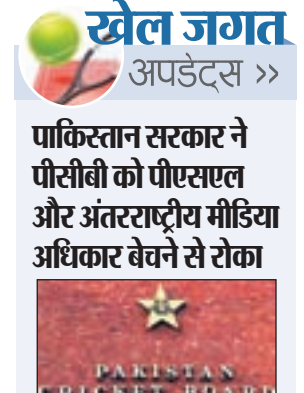 खेल जगत
अपडेट्स >>
पाकिस्तान सरकार ने
पीसीबी को पीएसएल
और अंतरराष्ट्रीय मीडिया
अधिकार बेचने से रोका
PAKISTAN
CRICKET BOARD